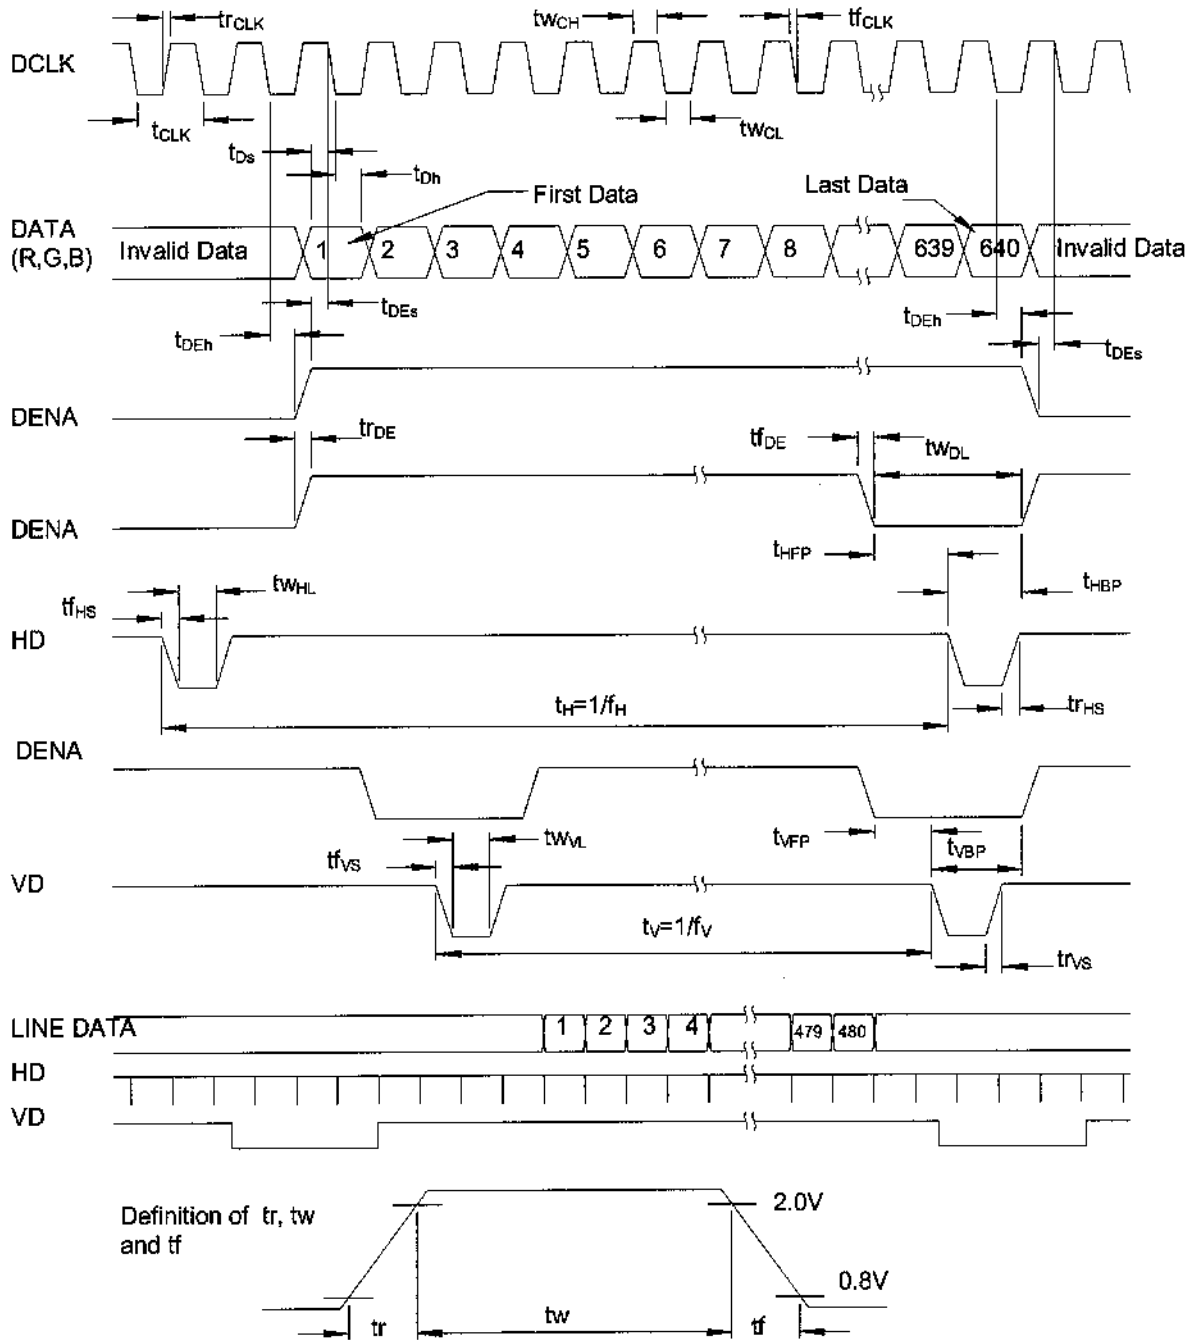 trCLK twCH tfCLK
DCLK
tCLK twCL
tDs
tDh
First Data Last Data
DATA
(R,G,B)
Invalid Data 1 2 3 4 5 6 7 8 639 640 Invalid Data
tDEs
tDEh
tDEh
tDEs
DENA
trDE tfDE twDL
DENA
tHFP
tHBP
twHL
tfHS
HD
tH=1/fH trHS
DENA
twVL tVFP tVBP
tfVS
VD
tV=1/fV
trVS
LINE DATA 1 2 3 4 479 480
HD
VD
Definition of tr, tw
and tf
2.0V
0.8V
tr tw tf